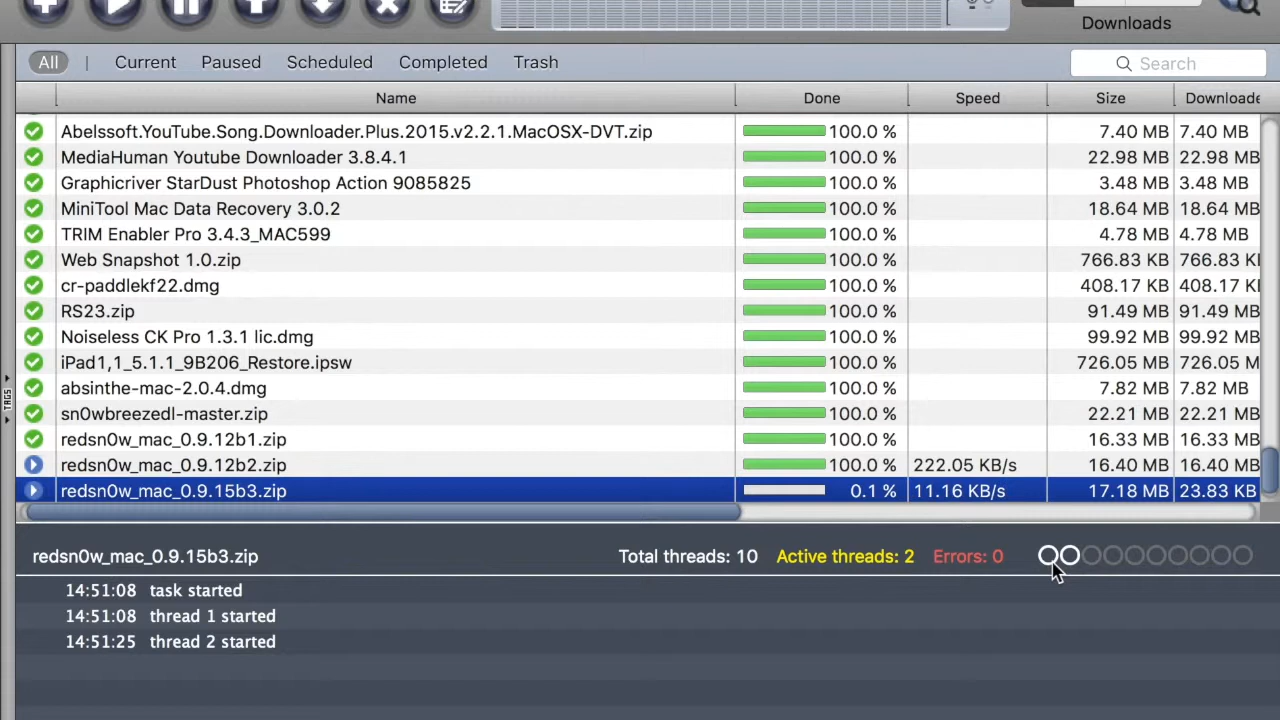 Downloads
All | Current Paused Scheduled Completed Trash Search
Name Done Speed Size Downloade
Abelssoft.YouTube.Song.Downloader.Plus.2015.v2.2.1.MacOSX-DVT.zip 100.0 % 7.40 MB 7.40 MB
MediaHuman Youtube Downloader 3.8.4.1 100.0 % 22.98 MB 22.98 MB
Graphicriver StarDust Photoshop Action 9085825 100.0 % 3.48 MB 3.48 MB
MiniTool Mac Data Recovery 3.0.2 100.0 % 18.64 MB 18.64 MB
TRIM Enabler Pro 3.4.3_MAC599 100.0 % 4.78 MB 4.78 MB
Web Snapshot 1.0.zip 100.0 % 766.83 KB 766.83 K
cr-paddlekf22.dmg 100.0 % 408.17 KB 408.17 K
RS23.zip 100.0 % 91.49 MB 91.49 MB
Noiseless CK Pro 1.3.1 lic.dmg 100.0 % 99.92 MB 99.92 MB
iPad1,1_5.1.1_9B206_Restore.ipsw 100.0 % 726.05 MB 726.05 M
absinthe-mac-2.0.4.dmg 100.0 % 7.82 MB 7.82 MB
sn0wbreezedl-master.zip 100.0 % 22.21 MB 22.21 MB
redsn0w_mac_0.9.12b1.zip 100.0 % 16.33 MB 16.33 MB
redsn0w_mac_0.9.12b2.zip 100.0 % 222.05 KB/s 16.40 MB 16.40 MB
redsn0w_mac_0.9.15b3.zip 0.1 % 11.16 KB/s 17.18 MB 23.83 KB
TAGS
redsn0w_mac_0.9.15b3.zip Total threads: 10 Active threads: 2 Errors: 0
14:51:08 task started
14:51:08 thread 1 started
14:51:25 thread 2 started